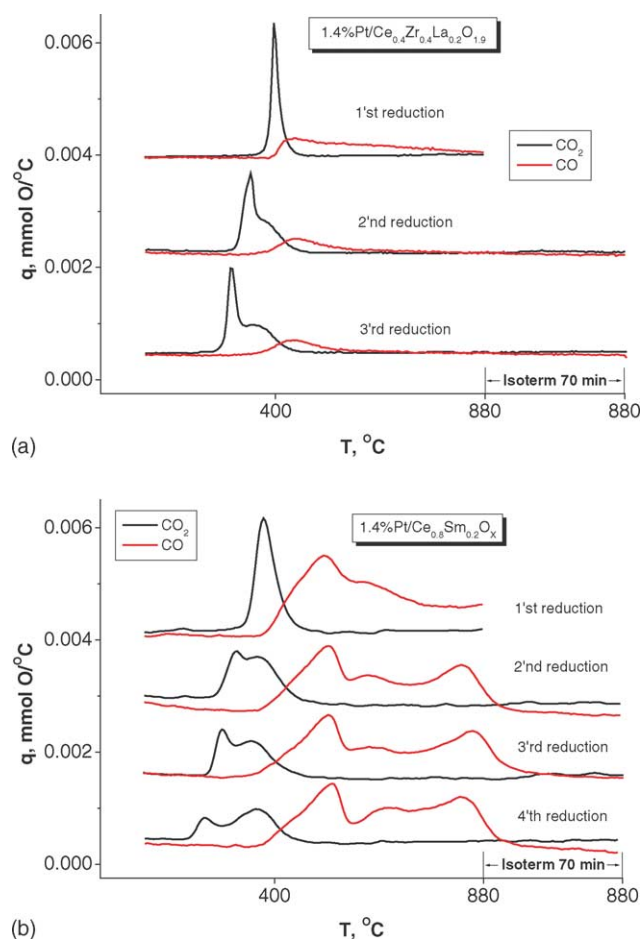 1.4%Pt/Ce0.4Zr0.4La0.2O1.9
0.006
1'st reduction
CO2
CO
0.004
2'nd reduction
0.002
3'rd reduction
0.000
Isoterm 70 min
q, mmol O/°C
400
880
880
(a)
T, °C
CO2
CO
1.4%Pt/Ce0.8Sm0.2OX
0.006
1'st reduction
0.004
2'nd reduction
0.002
3'rd reduction
4'th reduction
0.000
Isoterm 70 min
q, mmol O/°C
400
880
880
(b)
T, °C